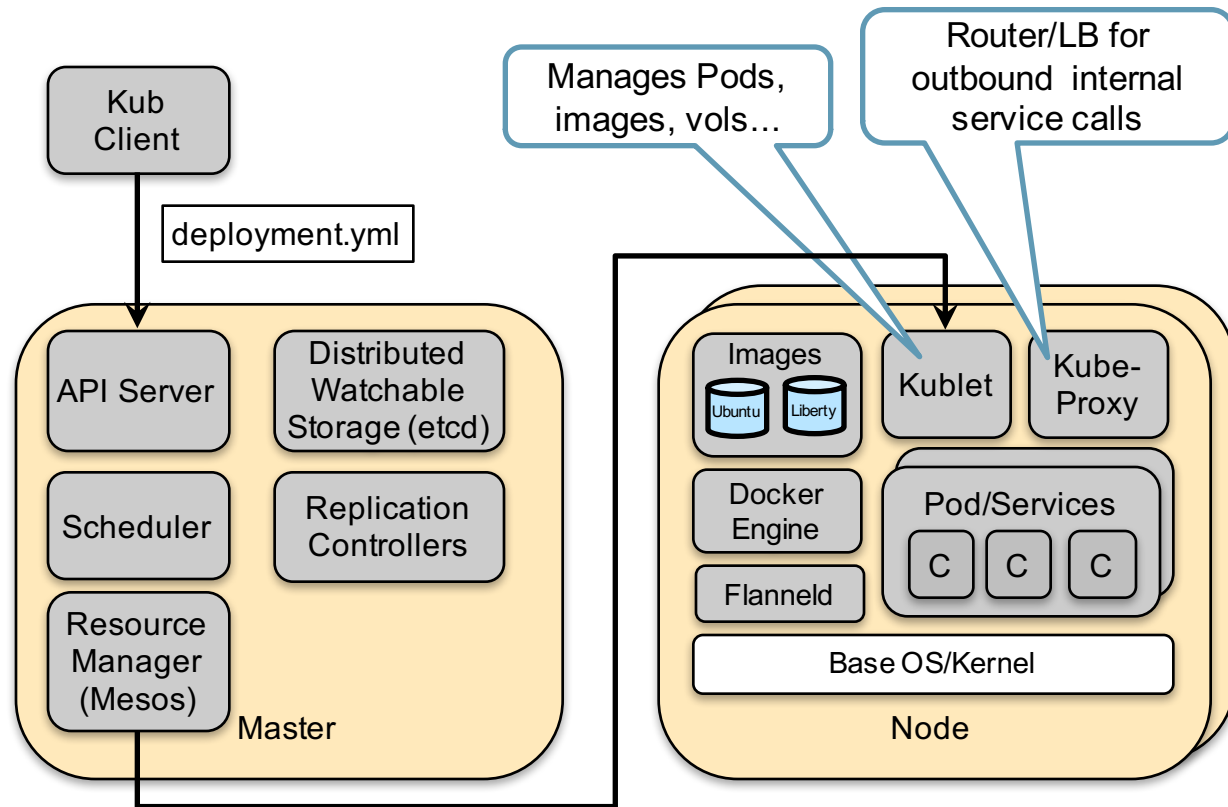 Kub
Client
deployment.yml
Manages Pods,
images, vols…
Router/LB for
outbound internal
service calls
API Server
Distributed
Watchable
Storage (etcd)
Scheduler
Replication
Controllers
Resource
Manager
(Mesos)
Master
Images
Ubuntu
Liberty
Kublet
Kube-
Proxy
Docker
Engine
Pod/Services
C
C
C
Flanneld
Base OS/Kernel
Node